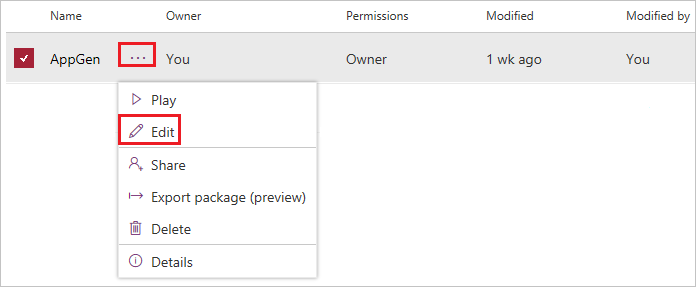 Name Owner Permissions Modified Modified by
AppGen ... You Owner 1 wk ago You
Play
Edit
Share
Export package (preview)
Delete
Details